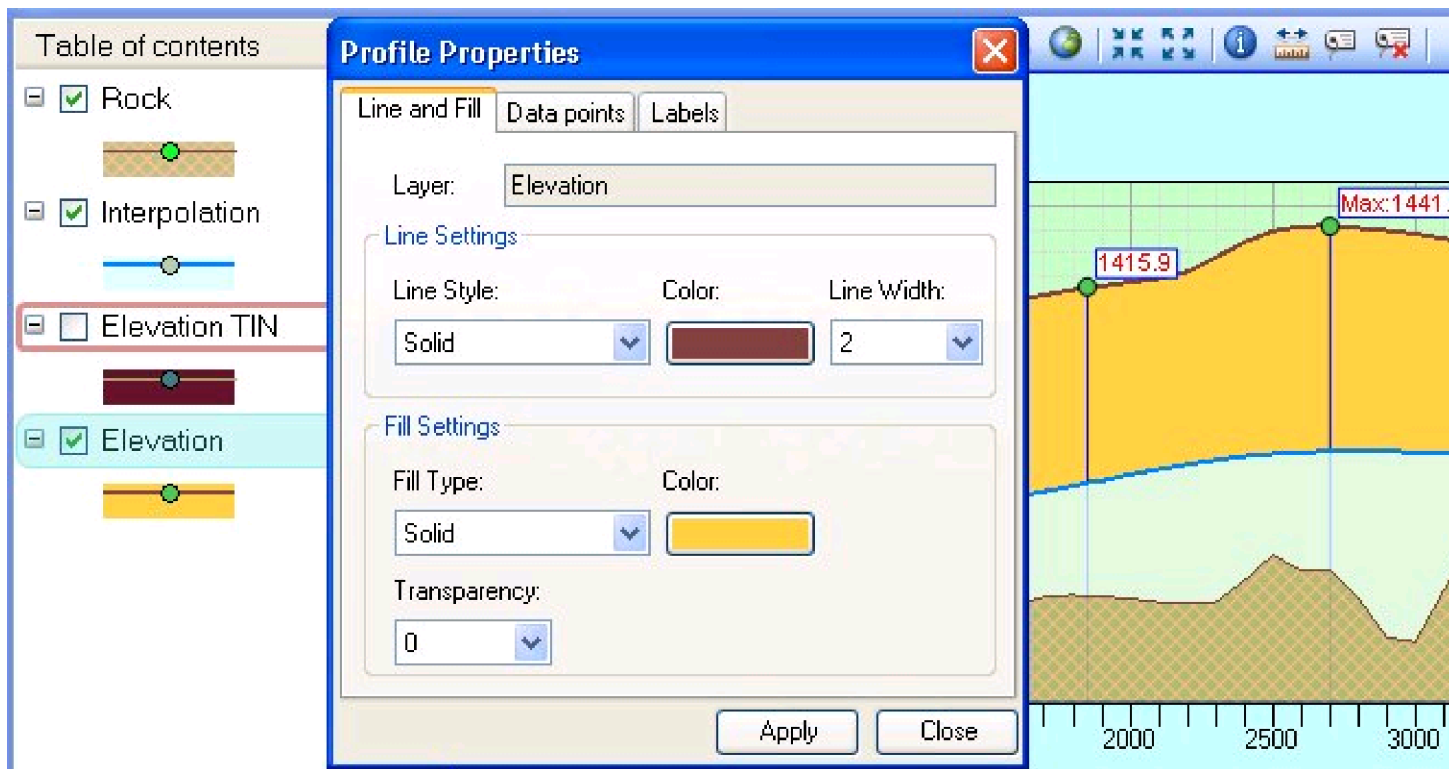 Table of contents
Rock
Interpolation
Elevation TIN
Elevation
Profile Properties
Line and Fill
Data points
Labels
Layer:
Elevation
Line Settings
Line Style:
Color:
Line Width:
Solid
2
Fill Settings
Fill Type:
Color:
Solid
Transparency:
0
Apply
Close
Max:1441.
1415.9
2000
2500
3000